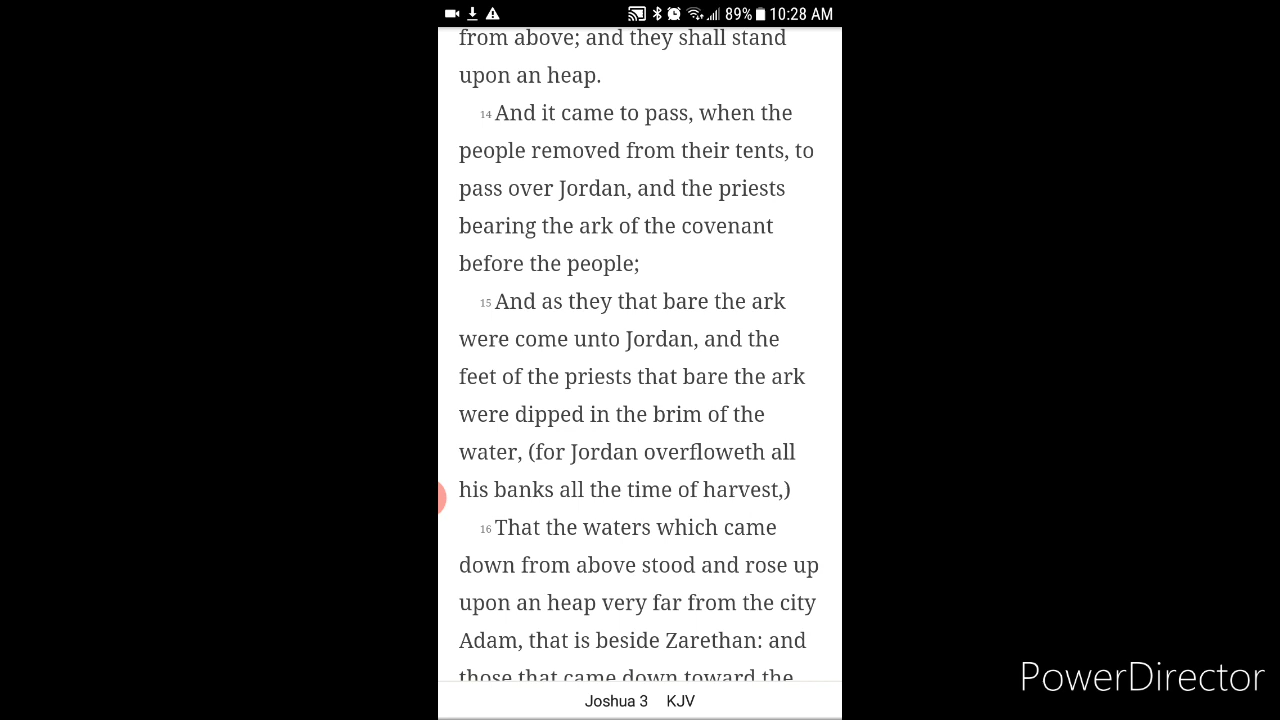 89% 10:28 AM
from above; and they shall stand
upon an heap.
14 And it came to pass, when the
people removed from their tents, to
pass over Jordan, and the priests
bearing the ark of the covenant
before the people;
15 And as they that bare the ark
were come unto Jordan, and the
feet of the priests that bare the ark
were dipped in the brim of the
water, (for Jordan overfloweth all
his banks all the time of harvest,)
16 That the waters which came
down from above stood and rose up
upon an heap very far from the city
Adam, that is beside Zarethan: and
those that came down toward the
Joshua 3 KJV
PowerDirector